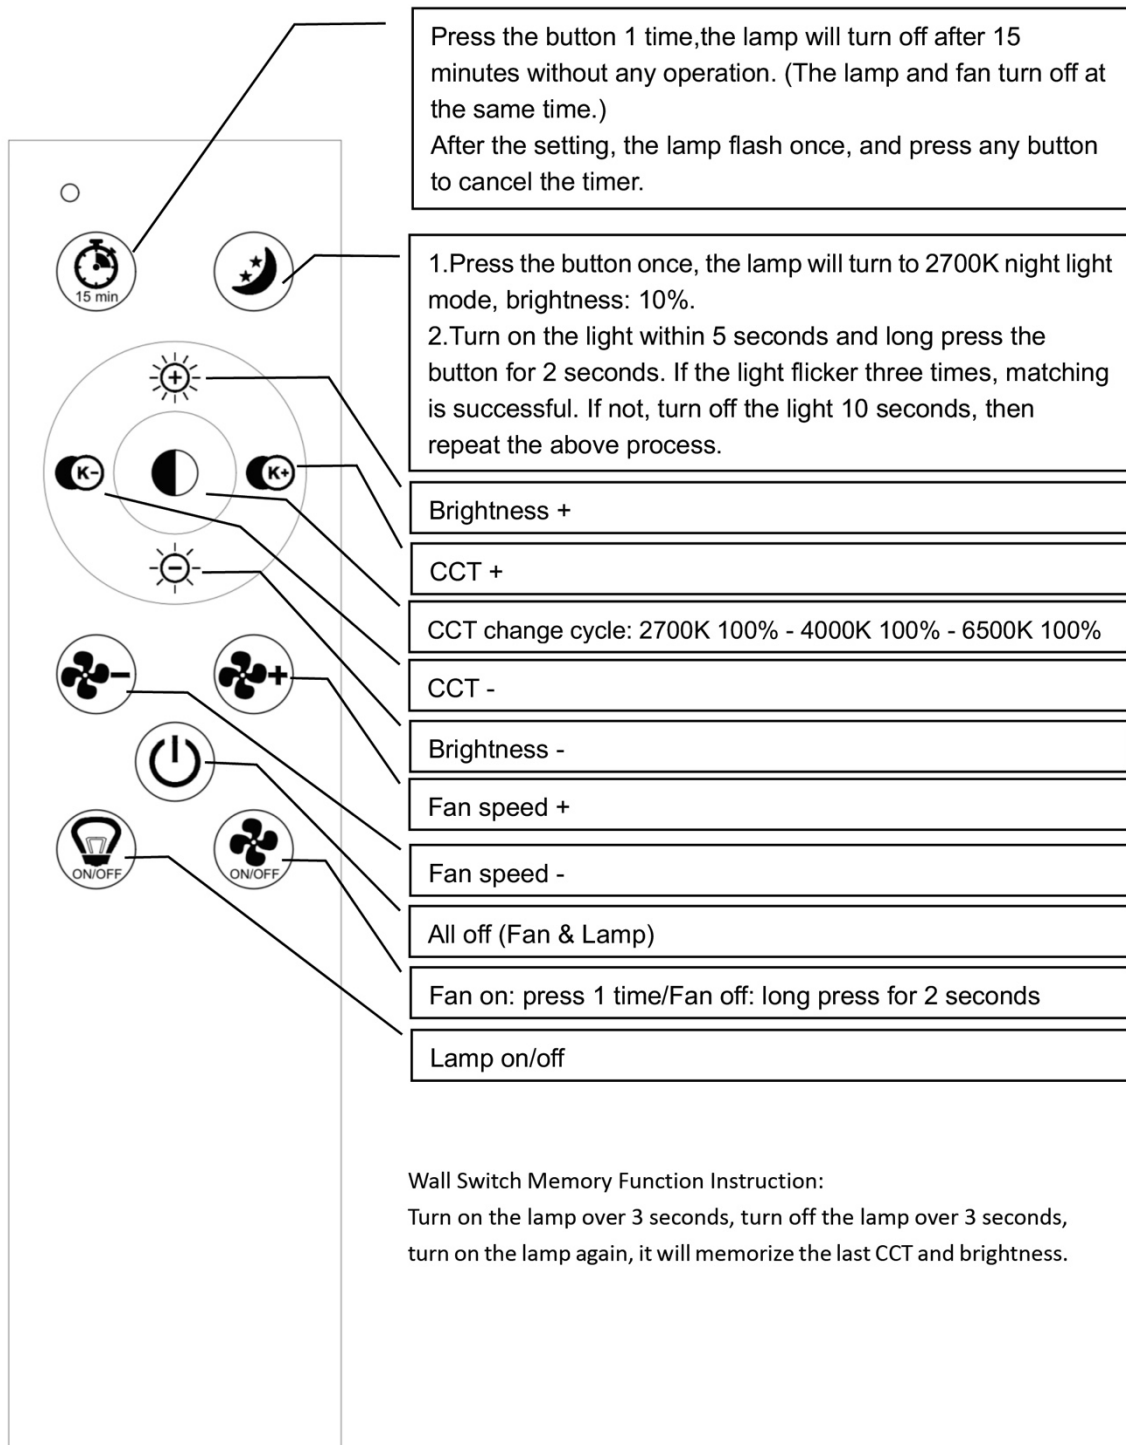 Press the button 1 time,the lamp will turn off after 15
minutes without any operation. (The lamp and fan turn off at
the same time.)
After the setting, the lamp flash once, and press any button
to cancel the timer.
15 min
1.Press the button once, the lamp will turn to 2700K night light
mode, brightness: 10%.
2.Turn on the light within 5 seconds and long press the
button for 2 seconds. If the light flicker three times, matching
is successful. If not, turn off the light 10 seconds, then
repeat the above process.
K-
K+
Brightness +
CCT +
CCT change cycle: 2700K 100% - 4000K 100% - 6500K 100%
CCT -
Brightness -
Fan speed +
Fan speed -
ON/OFF
ON/OFF
All off (Fan & Lamp)
Fan on: press 1 time/Fan off: long press for 2 seconds
Lamp on/off
Wall Switch Memory Function Instruction:
Turn on the lamp over 3 seconds, turn off the lamp over 3 seconds,
turn on the lamp again, it will memorize the last CCT and brightness.